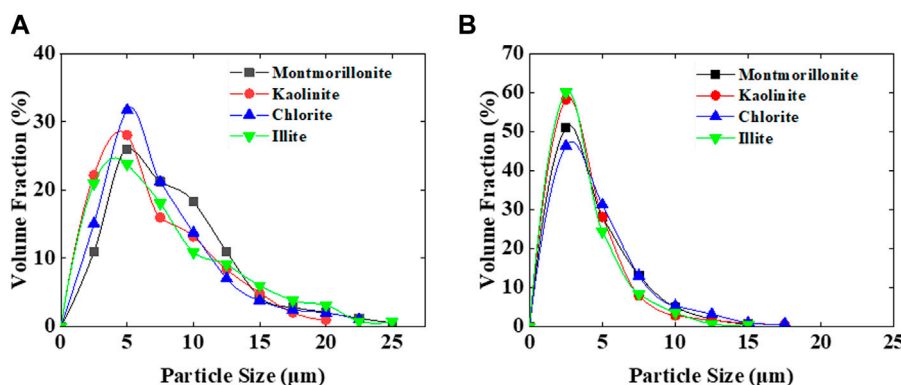 A
Volume Fraction (%)
40
30
20
10
0
Montmorillonite
Kaolinite
Chlorite
Illite
0 5 10 15 20 25
Particle Size (μm)
B
Volume Fraction (%)
70
60
50
40
30
20
10
0
Montmorillonite
Kaolinite
Chlorite
Illite
0 5 10 15 20 25
Particle Size (μm)